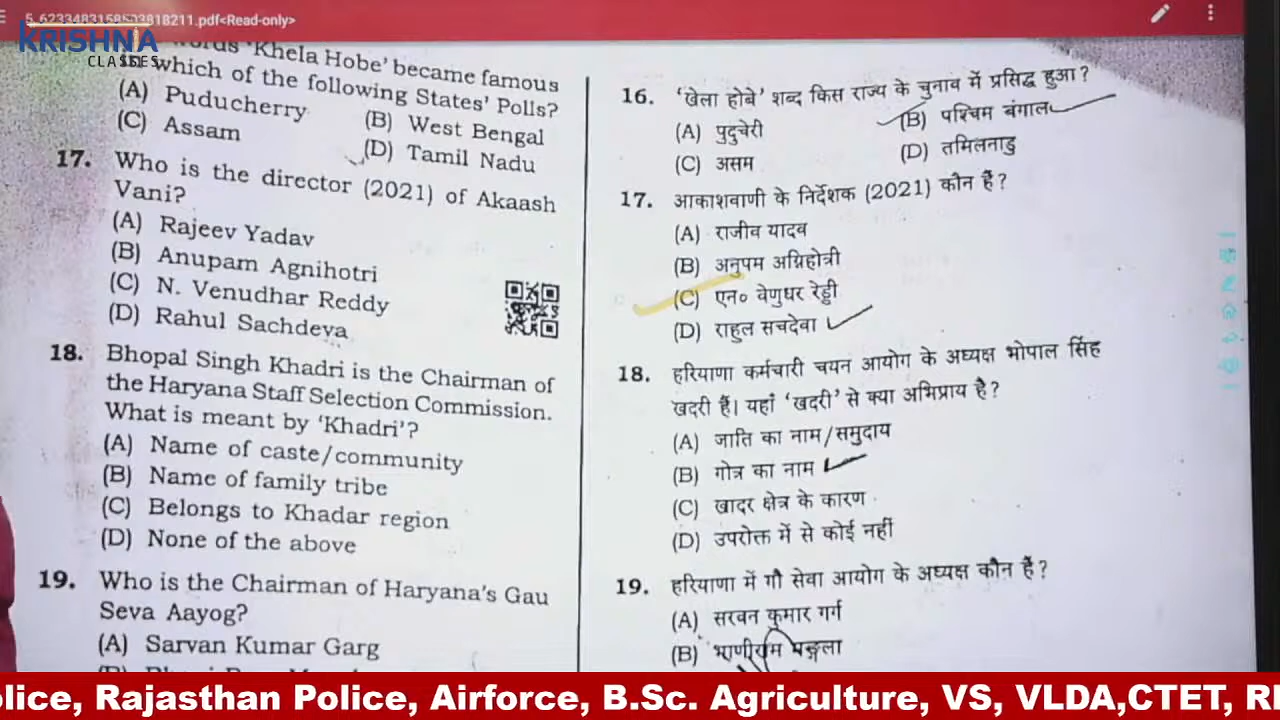 5_6233483158503818211.pdf<Read-only>
KRISHNA
CLASSES
'Khela Hobe' became famous
in which of the following States' Polls?
(A) Puducherry
(B) West Bengal
(C) Assam
(D) Tamil Nadu
17. Who is the director (2021) of Akaash
Vani?
(A) Rajeev Yadav
(B) Anupam Agnihotri
(C) N. Venudhar Reddy
(D) Rahul Sachdeva
18. Bhopal Singh Khadri is the Chairman of
the Haryana Staff Selection Commission.
What is meant by 'Khadri'?
(A) Name of caste/community
(B) Name of family tribe
(C) Belongs to Khadar region
(D) None of the above
19. Who is the Chairman of Haryana's Gau
Seva Aayog?
(A) Sarvan Kumar Garg
16. 'खेला होबे' शब्द किस राज्य के चुनाव में प्रसिद्ध हुआ?
(A) पुदुचेरी
(B) पश्चिम बंगाल
(C) असम
(D) तमिलनाडु
17. आकाशवाणी के निर्देशक (2021) कौन हैं?
(A) राजीव यादव
(B) अनुपम अग्निहोत्री
(C) एन० वेणुधर रेड्डी
(D) राहुल सचदेवा
18. हरियाणा कर्मचारी चयन आयोग के अध्यक्ष भोपाल सिंह
खदरी हैं। यहाँ 'खदरी' से क्या अभिप्राय है?
(A) जाति का नाम/समुदाय
(B) गोत्र का नाम
(C) खादर क्षेत्र के कारण
(D) उपरोक्त में से कोई नहीं
19. हरियाणा में गौ सेवा आयोग के अध्यक्ष कौन हैं?
(A) सरवन कुमार गर्ग
(B)
olice, Rajasthan Police, Airforce, B.Sc. Agriculture, VS, VLDA,CTET, RE